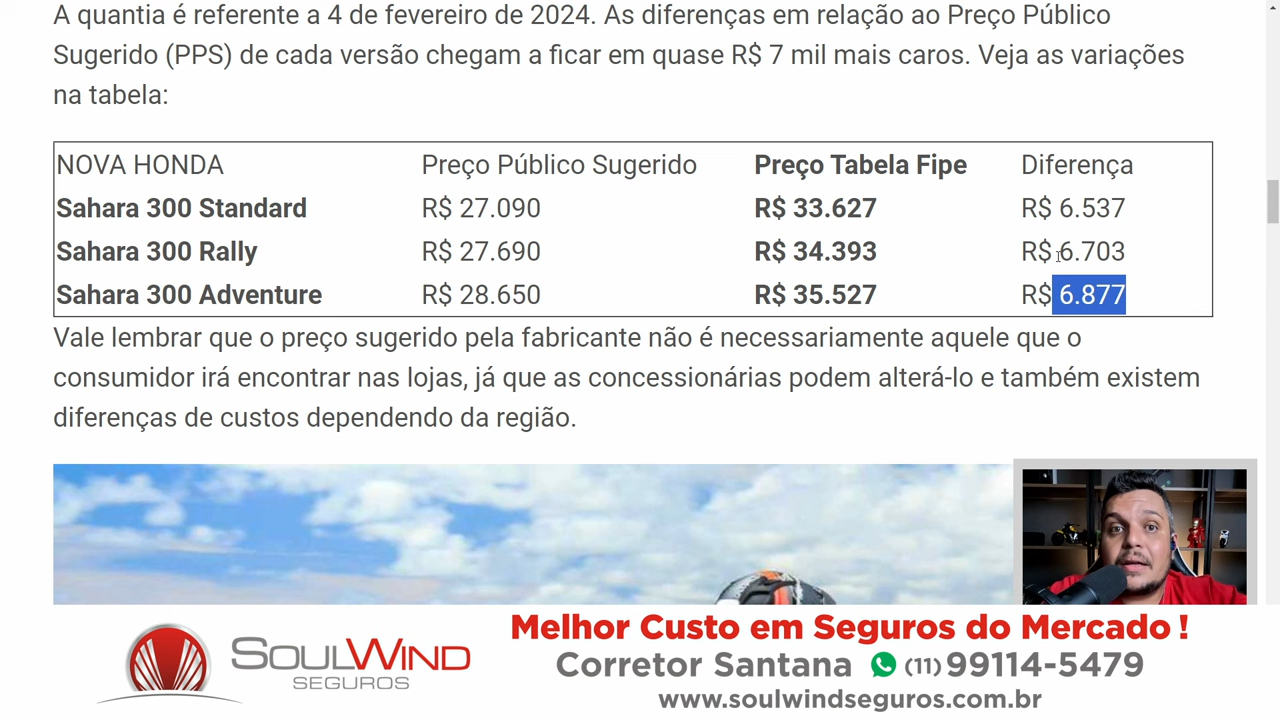 A quantia é referente a 4 de fevereiro de 2024. As diferenças em relação ao Preço Público
Sugerido (PPS) de cada versão chegam a ficar em quase R$ 7 mil mais caros. Veja as variações
na tabela:
NOVA HONDA Preço Público Sugerido Preço Tabela Fipe Diferença
Sahara 300 Standard R$ 27.090 R$ 33.627 R$ 6.537
Sahara 300 Rally R$ 27.690 R$ 34.393 R$ 6.703
Sahara 300 Adventure R$ 28.650 R$ 35.527 R$ 6.877
Vale lembrar que o preço sugerido pela fabricante não é necessariamente aquele que o
consumidor irá encontrar nas lojas, já que as concessionárias podem alterá-lo e também existem
diferenças de custos dependendo da região.
SOULWIND
SEGUROS
Melhor Custo em Seguros do Mercado !
Corretor Santana (11) 99114-5479
www.soulwindseguros.com.br